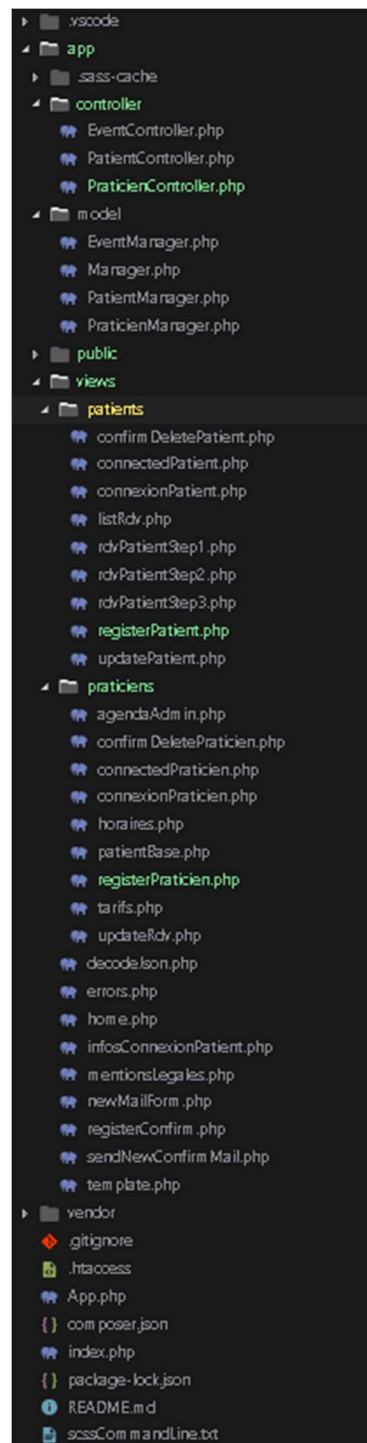 .vscode
app
.sass-cache
controller
EventController.php
PatientController.php
PraticienController.php
model
EventManager.php
Manager.php
PatientManager.php
PraticienManager.php
public
views
patients
confirmDeletePatient.php
connectedPatient.php
connexionPatient.php
listRdv.php
rdvPatientStep1.php
rdvPatientStep2.php
rdvPatientStep3.php
registerPatient.php
updatePatient.php
praticiens
agendaAdmin.php
confirmDeletePraticien.php
connectedPraticien.php
connexionPraticien.php
horaires.php
patientBase.php
registerPraticien.php
tarifs.php
updateRdv.php
decodeJson.php
errors.php
home.php
infosConnexionPatient.php
mentionsLegales.php
newMailForm.php
registerConfirm.php
sendNewConfirmMail.php
template.php
vendor
.gitignore
.htaccess
App.php
composer.json
index.php
package-lock.json
README.md
scssCommandLine.txt